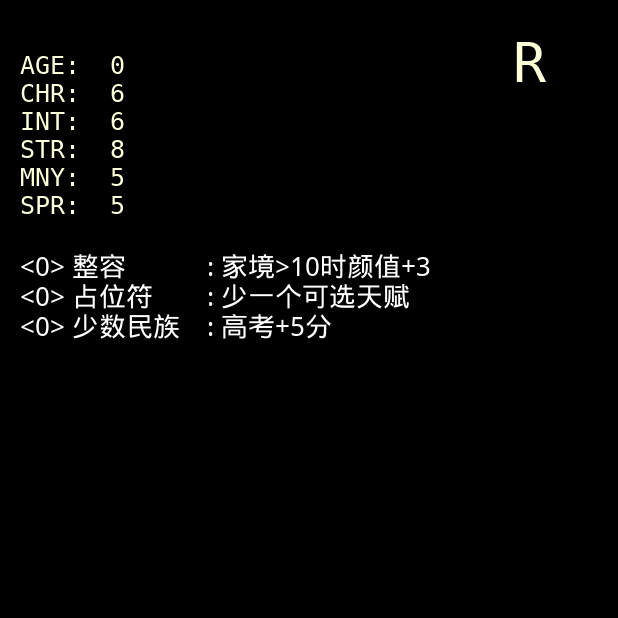 R
AGE: 0
CHR: 6
INT: 6
STR: 8
MNY: 5
SPR: 5
<0> 整容 : 家境>10时颜值+3
<0> 占位符 : 少一个可选天赋
<0> 少数民族 : 高考+5分